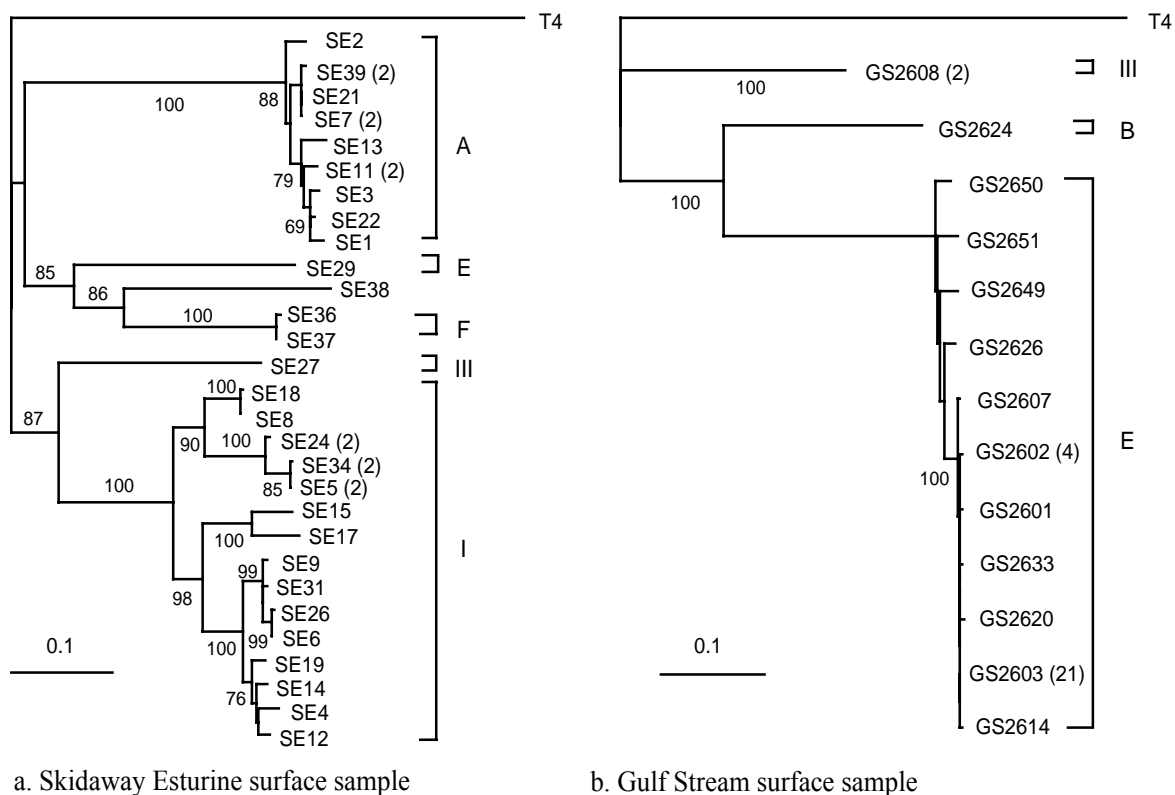 T4
SE2
SE39 (2)
100
88
SE21
SE7 (2)
SE13
A
SE11 (2)
79
SE3
SE22
69
SE1
85
SE29
E
86
SE38
100
SE36
F
SE37
SE27
III
100
SE18
87
SE8
90
100
SE24 (2)
SE34 (2)
100
85
SE5 (2)
SE15
100
SE17
I
99
SE9
98
SE31
SE26
100
99
SE6
0.1
SE19
76
SE14
SE4
SE12
a. Skidaway Esturine surface sample
T4
GS2608 (2)
III
100
GS2624
B
100
GS2650
GS2651
GS2649
GS2626
GS2607
GS2602 (4)
E
100
GS2601
GS2633
GS2620
0.1
GS2603 (21)
GS2614
b. Gulf Stream surface sample